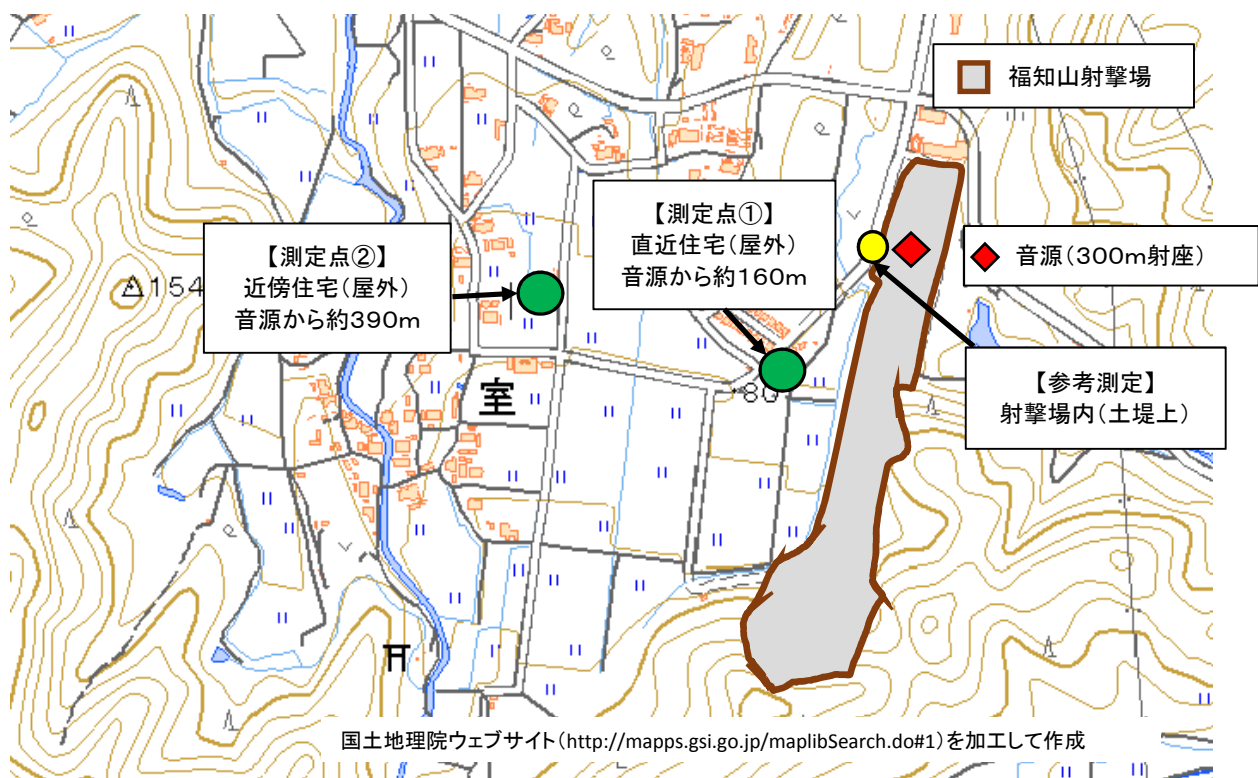 福知山射撃場
【測定点①】
直近住宅(屋外)
音源から約160m
【測定点②】
近傍住宅(屋外)
音源から約390m
音源(300m射座)
154
室
80
【参考測定】
射撃場内(土堤上)
国土地理院ウェブサイト(http://mapps.gsi.go.jp/maplibSearch.do#1)を加工して作成